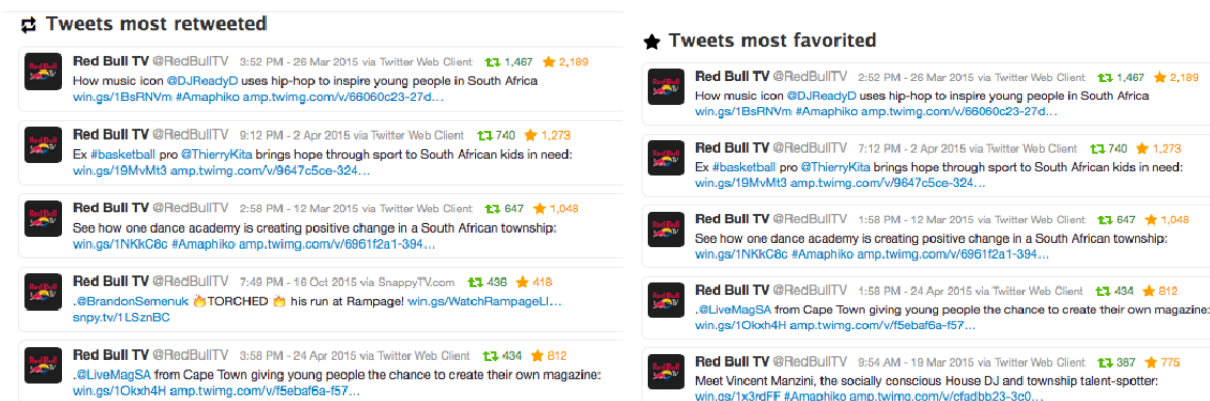 Tweets most retweeted
Red Bull TV @RedBullTV 3:52 PM - 26 Mar 2015 via Twitter Web Client 1,467 2,189
How music icon @DJReadyD uses hip-hop to inspire young people in South Africa
win.gs/1BsRNVm #Amaphiko amp.twimg.com/v/66060c23-27d...
Red Bull TV @RedBullTV 9:12 PM - 2 Apr 2015 via Twitter Web Client 740 1,273
Ex #basketball pro @ThierryKita brings hope through sport to South African kids in need:
win.gs/19MvMt3 amp.twimg.com/v/9647c5ce-324...
Red Bull TV @RedBullTV 2:58 PM - 12 Mar 2015 via Twitter Web Client 647 1,048
See how one dance academy is creating positive change in a South African township:
win.gs/1NKkC8c #Amaphiko amp.twimg.com/v/6961f2a1-394...
Red Bull TV @RedBullTV 7:49 PM - 16 Oct 2015 via SnappyTV.com 436 418
.@BrandonSemenuk 🔥TORCHED 🔥 his run at Rampage! win.gs/WatchRampageLI...
snpy.tv/1LSznBC
Red Bull TV @RedBullTV 3:58 PM - 24 Apr 2015 via Twitter Web Client 434 812
.@LiveMagSA from Cape Town giving young people the chance to create their own magazine:
win.gs/1Okxh4H amp.twimg.com/v/f5ebaf6a-f57...
Tweets most favorited
Red Bull TV @RedBullTV 2:52 PM - 26 Mar 2015 via Twitter Web Client 1,467 2,189
How music icon @DJReadyD uses hip-hop to inspire young people in South Africa
win.gs/1BsRNVm #Amaphiko amp.twimg.com/v/66060c23-27d...
Red Bull TV @RedBullTV 7:12 PM - 2 Apr 2015 via Twitter Web Client 740 1,273
Ex #basketball pro @ThierryKita brings hope through sport to South African kids in need:
win.gs/19MvMt3 amp.twimg.com/v/9647c5ce-324...
Red Bull TV @RedBullTV 1:58 PM - 12 Mar 2015 via Twitter Web Client 647 1,048
See how one dance academy is creating positive change in a South African township:
win.gs/1NKkC8c #Amaphiko amp.twimg.com/v/6961f2a1-394...
Red Bull TV @RedBullTV 1:58 PM - 24 Apr 2015 via Twitter Web Client 434 812
.@LiveMagSA from Cape Town giving young people the chance to create their own magazine:
win.gs/1Okxh4H amp.twimg.com/v/f5ebaf6a-f57...
Red Bull TV @RedBullTV 9:54 AM - 19 Mar 2015 via Twitter Web Client 367 775
Meet Vincent Manzini, the socially conscious House DJ and township talent-spotter:
win.gs/1x3rdFF #Amaphiko amp.twimg.com/v/cfadbb23-3c0...